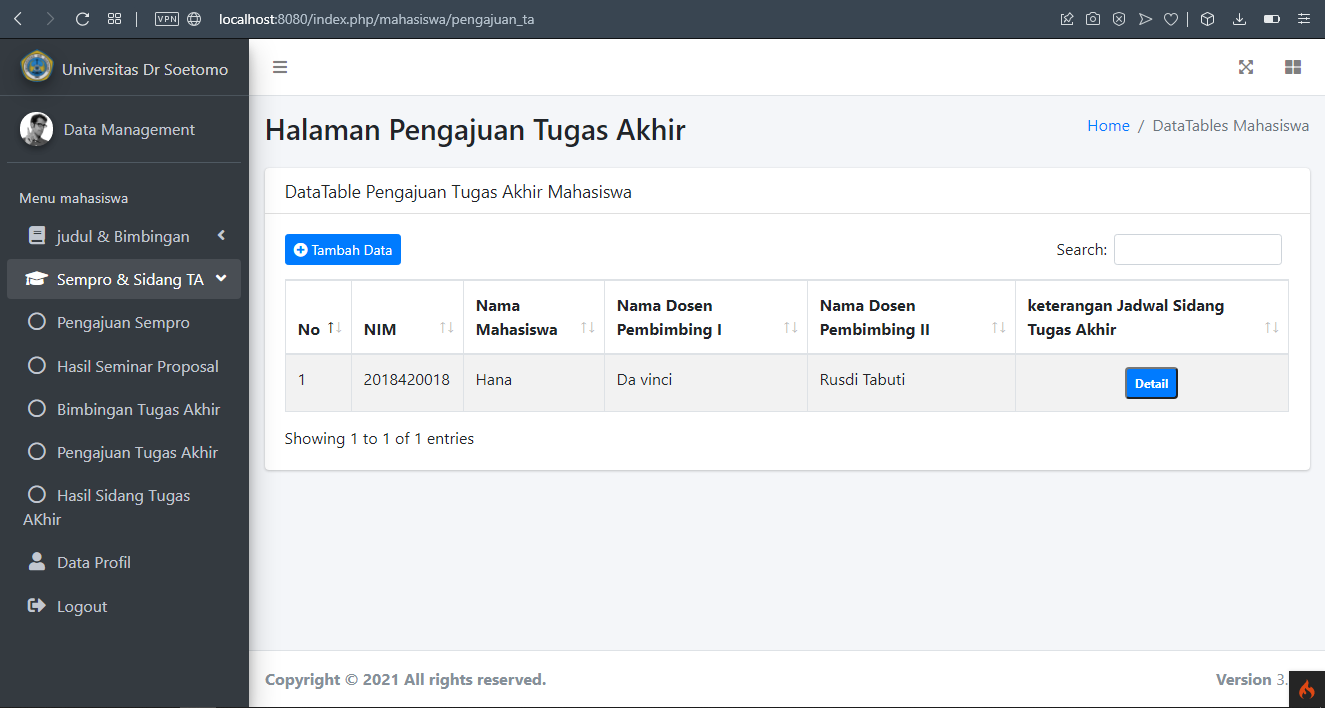 VPN
localhost:8080/index.php/mahasiswa/pengajuan_ta
Universitas Dr Soetomo
Data Management
Menu mahasiswa
judul & Bimbingan
Sempro & Sidang TA
Pengajuan Sempro
Hasil Seminar Proposal
Bimbingan Tugas Akhir
Pengajuan Tugas Akhir
Hasil Sidang Tugas
AKhir
Data Profil
Logout
Halaman Pengajuan Tugas Akhir
Home / DataTables Mahasiswa
DataTable Pengajuan Tugas Akhir Mahasiswa
Tambah Data
Search:
No NIM Nama Mahasiswa Nama Dosen Pembimbing I Nama Dosen Pembimbing II keterangan Jadwal Sidang Tugas Akhir
1 2018420018 Hana Da vinci Rusdi Tabuti Detail
Showing 1 to 1 of 1 entries
Copyright © 2021 All rights reserved.
Version 3.